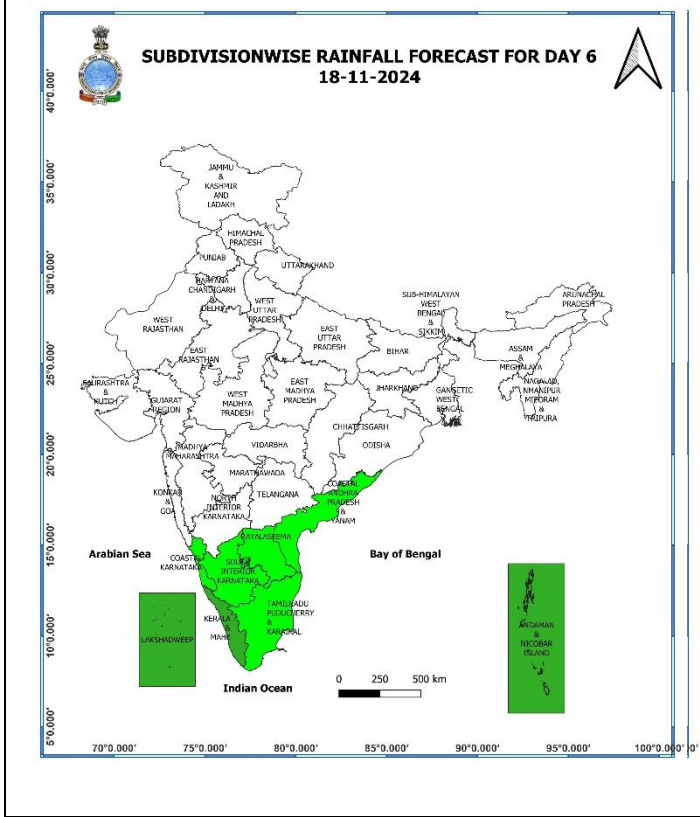 SUBDIVISIONWISE RAINFALL FORECAST FOR DAY 6
18-11-2024
40°0.000'
35°0.000'
30°0.000'
25°0.000'
20°0.000'
15°0.000'
10°0.000'
5°0.000'
JAMMU
&
KASHMIR
AND
LADAKH
HIMACHAL
PRADESH
PUNJAB
UTTARAKHAND
HARYANA
CHANDIGARH
&
DELHI
WEST
UTTAR
PRADESH
SUB-HIMALAYAN
WEST
BENGAL
&
SIKKIM
ARUNACHAL
PRADESH
WEST
RAJASTHAN
EAST
RAJASTHAN
EAST
UTTAR
PRADESH
BIHAR
ASSAM
&
MEGHALAYA
SAURASHTRA
&
KUTCH
GUJARAT
REGION
WEST
MADHYA
PRADESH
EAST
MADHYA
PRADESH
JHARKHAND
GANGETIC
WEST
BENGAL
NAGALAD,
NMANIPUR
MIZORAM
&
TRIPURA
CHHATTISGARH
ODISHA
MADHYA
MAHARASHTRA
VIDARBHA
MARATHAWADA
KONKAN
&
GOA
NORTH
INTERIOR
KARNATAKA
TELANGANA
COASTAL
ANDHRA
PRADESH
&
YANAM
RAYALASEEMA
Arabian Sea
Bay of Bengal
COASTAL
KARNATAKA
SOUTH
INTERIOR
KARNATAKA
TAMILNADU
PUDUCHERRY
&
KARAIKAL
KERALA
&
MAHE
LAKSHADWEEP
ANDAMAN
&
NICOBAR
ISLAND
Indian Ocean
0 250 500 km
70°0.000' 75°0.000' 80°0.000' 85°0.000' 90°0.000' 95°0.000' 100°0.000'